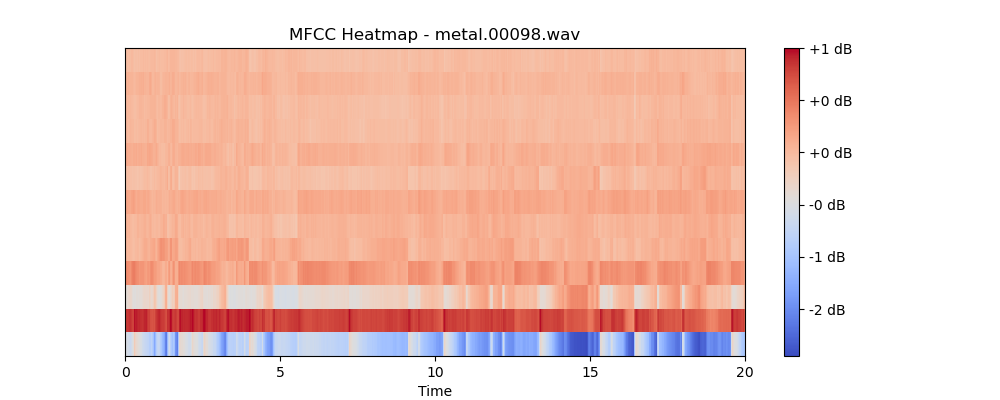 MFCC Heatmap - metal.00098.wav
+1 dB
+0 dB
+0 dB
-0 dB
-1 dB
-2 dB
0 5 10 15 20
Time